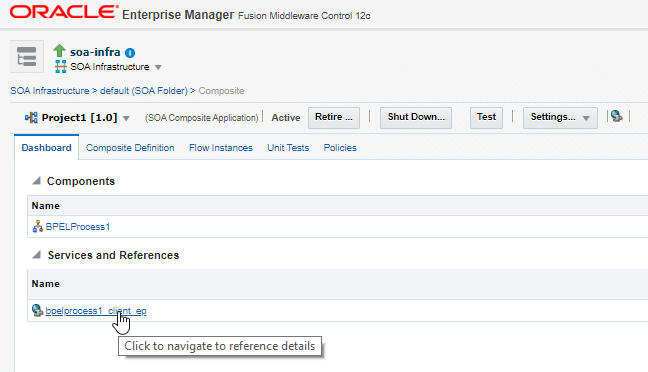 ORACLE Enterprise Manager Fusion Middleware Control 12c
soa-infra
SOA Infrastructure
SOA Infrastructure > default (SOA Folder) > Composite
Project1 [1.0] (SOA Composite Application) Active Retire ... Shut Down... Test Settings...
Dashboard Composite Definition Flow Instances Unit Tests Policies
Components
Name
BPELProcess1
Services and References
Name
bpelprocess1_client_ep
Click to navigate to reference details